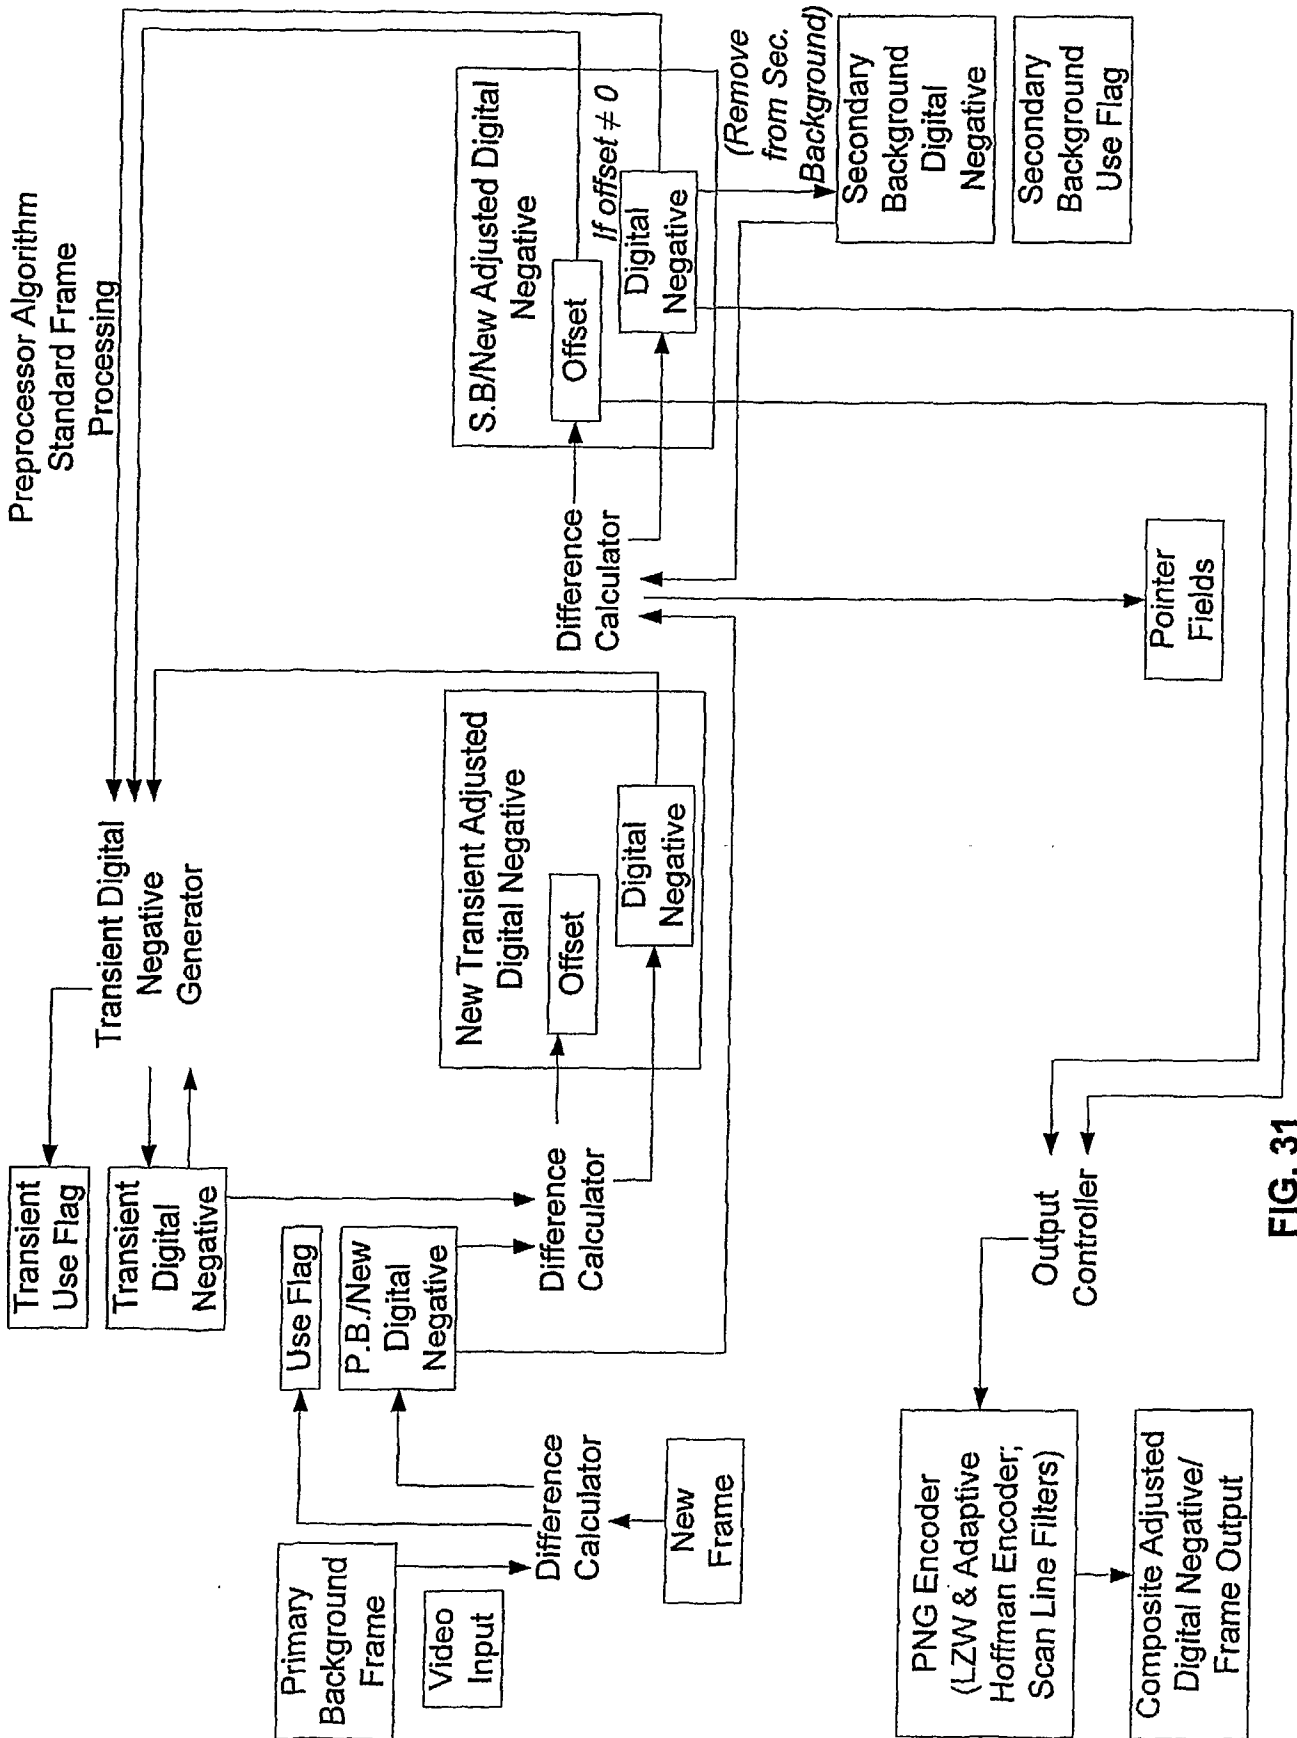 Preprocessor Algorithm
Standard Frame
Processing
Transient
Use Flag
Transient
Digital
Negative
Transient Digital
Negative
Generator
Use Flag
P.B./New
Digital
Negative
Primary
Background
Frame
Video
Input
Difference
Calculator
New
Frame
Difference
Calculator
New Transient Adjusted
Digital Negative
Offset
Digital
Negative
Difference
Calculator
S.B/New Adjusted Digital
Negative
Offset
If offset ≠ 0
Digital
Negative
(Remove
from Sec.
Background)
Secondary
Background
Digital
Negative
Secondary
Background
Use Flag
Pointer
Fields
Output
Controller
PNG Encoder
(LZW & Adaptive
Hoffman Encoder;
Scan Line Filters)
Composite Adjusted
Digital Negative/
Frame Output
FIG. 31